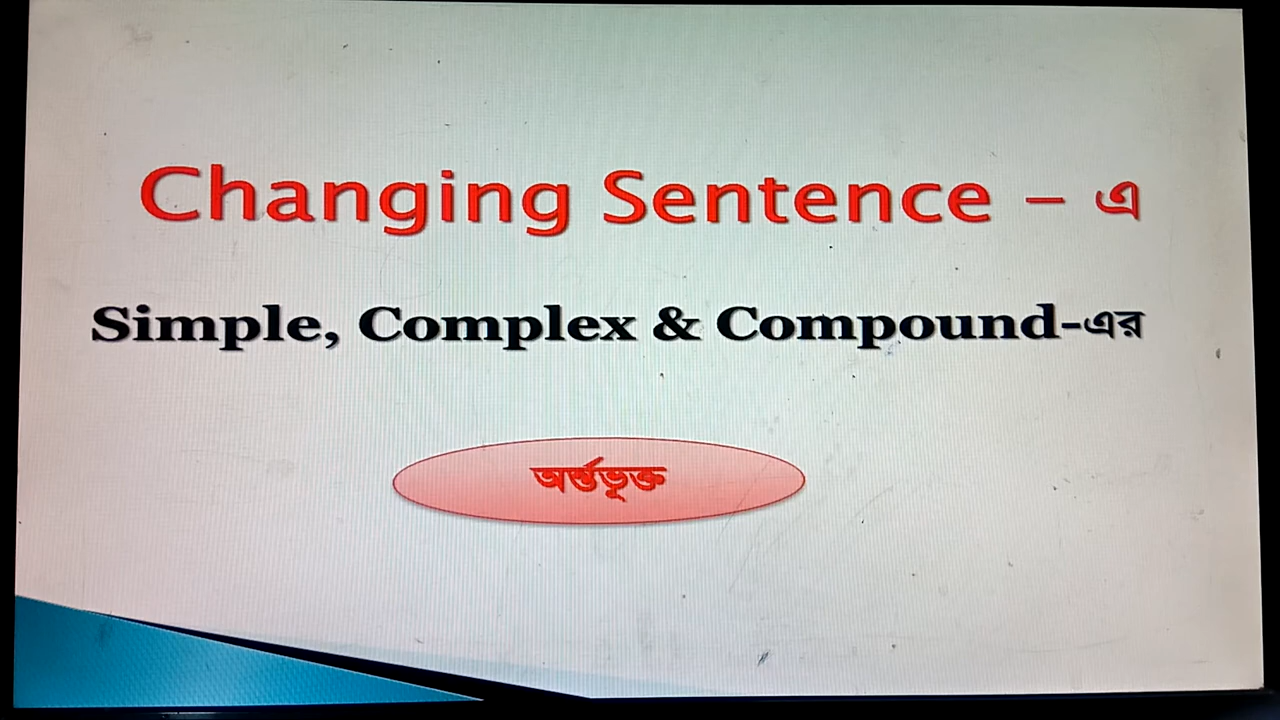 Changing Sentence – এ
Simple, Complex & Compound-এর
অর্ন্তভূক্ত